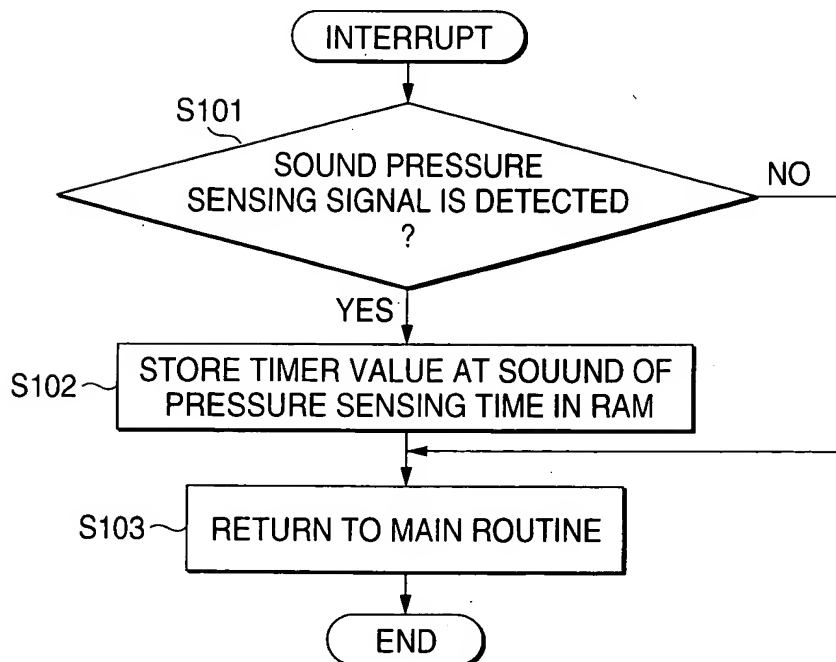 INTERRUPT
S101
SOUND PRESSURE
SENSING SIGNAL IS DETECTED
?
NO
YES
S102
STORE TIMER VALUE AT SOUUND OF
PRESSURE SENSING TIME IN RAM
S103
RETURN TO MAIN ROUTINE
END